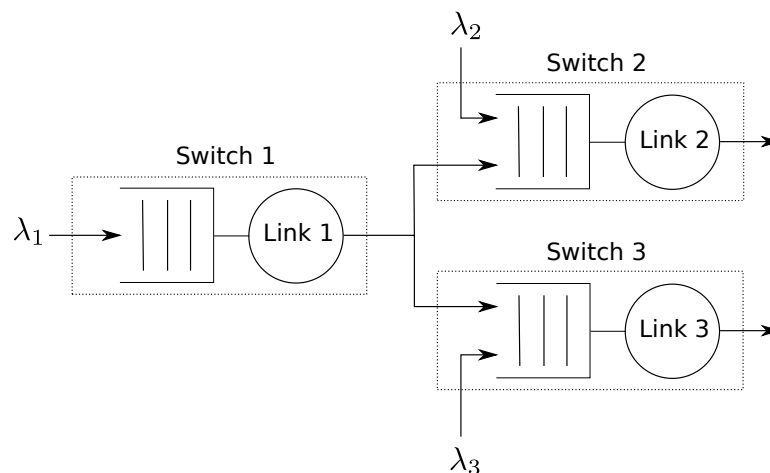 λ₂
Switch 2
Link 2
Switch 1
λ₁
Link 1
Switch 3
Link 3
λ₃